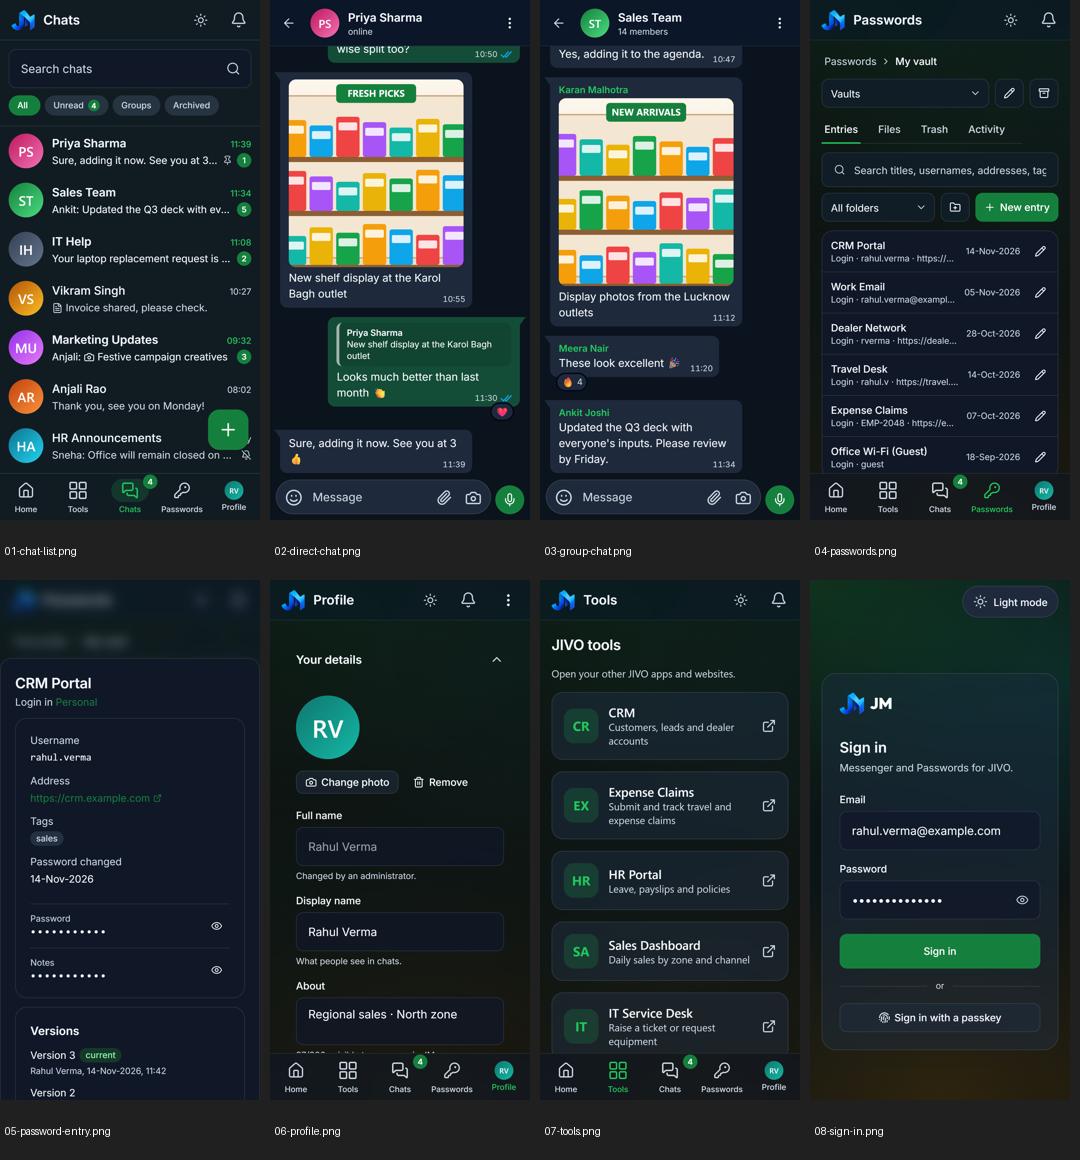 Chats
Search chats
All
Unread 4
Groups
Archived
Priya Sharma
11:39
Sure, adding it now. See you at 3...
1
Sales Team
11:34
Ankit: Updated the Q3 deck with ev...
5
IT Help
11:08
Your laptop replacement request is ...
2
Vikram Singh
10:27
Invoice shared, please check.
Marketing Updates
09:32
Anjali: Festive campaign creatives
3
Anjali Rao
08:02
Thank you, see you on Monday!
HR Announcements
Sneha: Office will remain closed on ...
PS
ST
IH
VS
MU
AR
HA
4
Home
Tools
Chats
Passwords
RV
Profile
01-chat-list.png
PS
Priya Sharma
online
wise split too?
10:50
FRESH PICKS
New shelf display at the Karol
Bagh outlet
10:55
Priya Sharma
New shelf display at the Karol Bagh
outlet
Looks much better than last
month 👏
11:30
Sure, adding it now. See you at 3
👍
11:39
Message
02-direct-chat.png
ST
Sales Team
14 members
Yes, adding it to the agenda.
10:47
Karan Malhotra
NEW ARRIVALS
Display photos from the Lucknow
outlets
11:12
Meera Nair
These look excellent 🎉
11:20
🔥 4
Ankit Joshi
Updated the Q3 deck with
everyone's inputs. Please review
by Friday.
11:34
Message
03-group-chat.png
Passwords
Passwords > My vault
Vaults
Entries
Files
Trash
Activity
Search titles, usernames, addresses, tag
All folders
+ New entry
CRM Portal
Login · rahul.verma · https://...
14-Nov-2026
Work Email
Login · rahul.verma@exampl...
05-Nov-2026
Dealer Network
Login · rverma · https://deale...
28-Oct-2026
Travel Desk
Login · rahul.v · https://travel....
14-Oct-2026
Expense Claims
Login · EMP-2048 · https://e...
07-Oct-2026
Office Wi-Fi (Guest)
Login · guest
18-Sep-2026
4
Home
Tools
Chats
Passwords
RV
Profile
04-passwords.png
CRM Portal
Login in Personal
Username
rahul.verma
Address
https://crm.example.com
Tags
sales
Password changed
14-Nov-2026
Password
•••••••••••
Notes
•••••••••••
Versions
Version 3 current
Rahul Verma, 14-Nov-2026, 11:42
Version 2
05-password-entry.png
Profile
Your details
RV
Change photo
Remove
Full name
Rahul Verma
Changed by an administrator.
Display name
Rahul Verma
What people see in chats.
About
Regional sales · North zone
4
Home
Tools
Chats
Passwords
RV
Profile
06-profile.png
Tools
JIVO tools
Open your other JIVO apps and websites.
CR
CRM
Customers, leads and dealer
accounts
EX
Expense Claims
Submit and track travel and
expense claims
HR
HR Portal
Leave, payslips and policies
SA
Sales Dashboard
Daily sales by zone and channel
IT
IT Service Desk
Raise a ticket or request
equipment
4
Home
Tools
Chats
Passwords
RV
Profile
07-tools.png
Light mode
JM
Sign in
Messenger and Passwords for JIVO.
Email
rahul.verma@example.com
Password
••••••••••••••
Sign in
or
Sign in with a passkey
08-sign-in.png